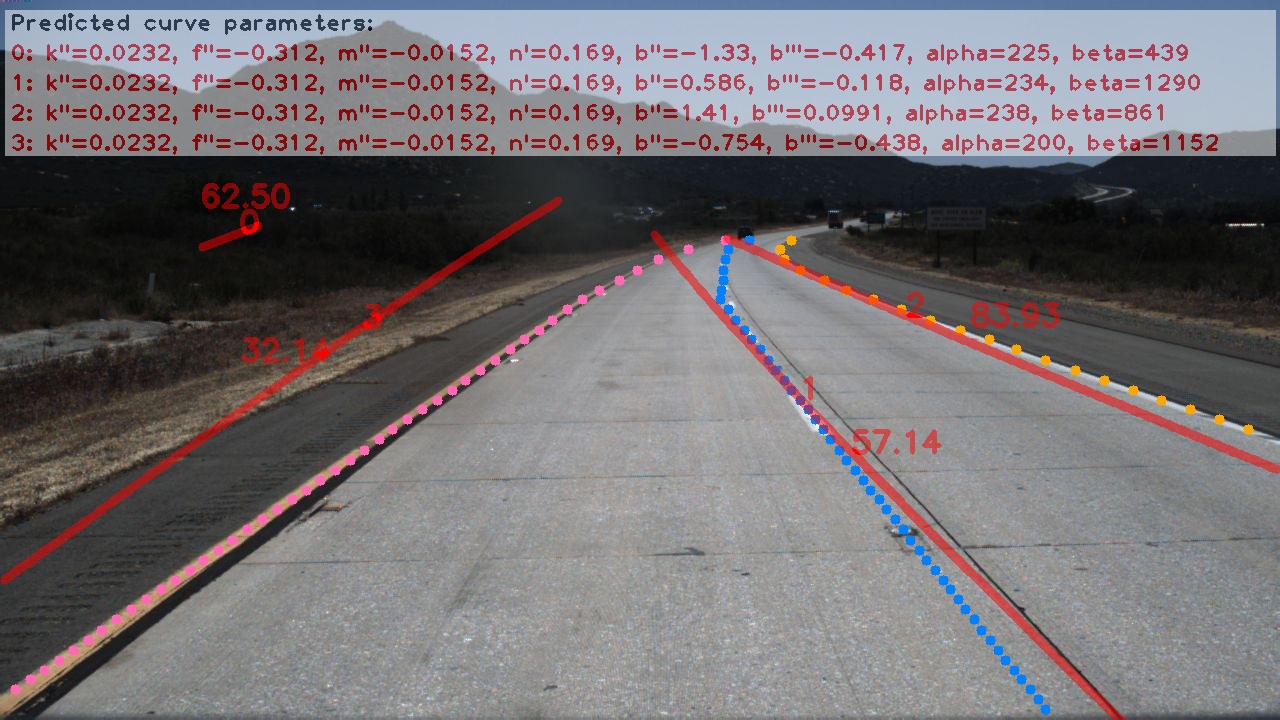 Predicted curve parameters:
0: k''=0.0232, f''=−0.312, m''=−0.0152, n'=0.169, b''=−1.33, b'''=−0.417, alpha=225, beta=439
1: k''=0.0232, f''=−0.312, m''=−0.0152, n'=0.169, b''=0.586, b'''=−0.118, alpha=234, beta=1290
2: k''=0.0232, f''=−0.312, m''=−0.0152, n'=0.169, b''=1.41, b'''=0.0991, alpha=238, beta=861
3: k''=0.0232, f''=−0.312, m''=−0.0152, n'=0.169, b''=−0.754, b'''=−0.438, alpha=200, beta=1152
62.50
0
3
32.14
2
83.93
1
57.14